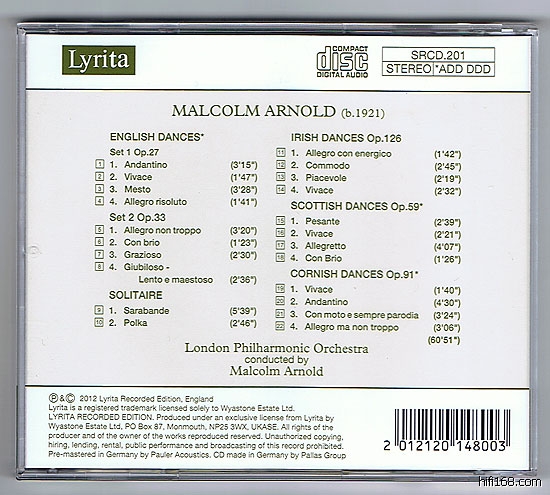 Lyrita
COMPACT
disc
DIGITAL AUDIO
SRCD.201
STEREO *ADD DDD
MALCOLM ARNOLD (b.1921)
ENGLISH DANCES*
Set 1 Op.27
1 1. Andantino (3'15")
2 2. Vivace (1'47")
3 3. Mesto (3'28")
4 4. Allegro risoluto (1'41")
Set 2 Op.33
5 1. Allegro non troppo (3'20")
6 2. Con brio (1'23")
7 3. Grazioso (2'30")
8 4. Giubiloso -
Lento e maestoso (2'36")
SOLITAIRE
9 1. Sarabande (5'39")
10 2. Polka (2'46")
IRISH DANCES Op.126
11 1. Allegro con energico (1'42")
12 2. Commodo (2'45")
13 3. Piacevole (2'19")
14 4. Vivace (2'32")
SCOTTISH DANCES Op.59*
15 1. Pesante (2'39")
16 2. Vivace (2'21")
17 3. Allegretto (4'07")
18 4. Con Brio (1'26")
CORNISH DANCES Op.91*
19 1. Vivace (1'40")
20 2. Andantino (4'30")
21 3. Con moto e sempre parodia (3'24")
22 4. Allegro ma non troppo (3'06")
(60'51")
London Philharmonic Orchestra
conducted by
Malcolm Arnold
℗ & © 2012 Lyrita Recorded Edition, England
Lyrita is a registered trademark licensed solely to Wyastone Estate Ltd.
LYRITA RECORDED EDITION. Produced under an exclusive license from Lyrita by
Wyastone Estate Ltd, PO Box 87, Monmouth, NP25 3WX, UKASE. All rights of the
producer and of the owner of the works reproduced reserved. Unauthorized copying,
hiring, lending, rental, public performance and broadcasting of this record prohibited.
Pre-mastered in Germany by Pauler Acoustics. CD made in Germany by Pallas Group
2 012120 148003
hifi168.com